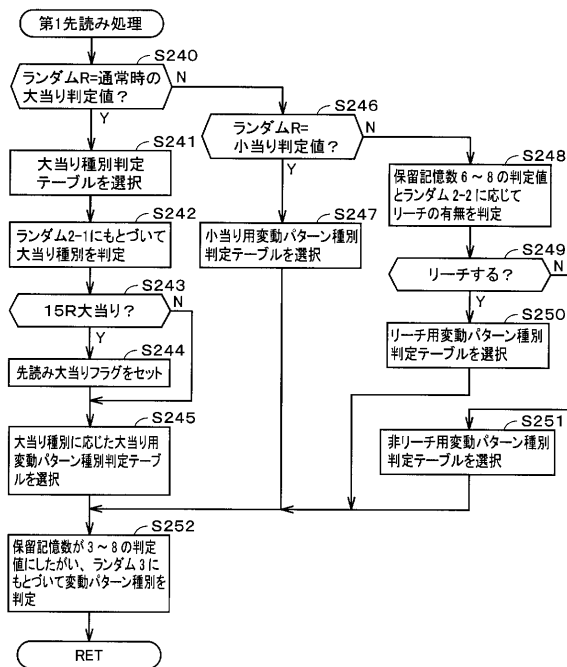 第1先読み処理
S240
ランダムR=通常時の
大当り判定値?
N
Y
S241
大当り種別判定
テーブルを選択
S242
ランダム2-1にもとづいて
大当り種別を判定
S243
15R大当り?
N
Y
S244
先読み大当りフラグをセット
S245
大当り種別に応じた大当り用
変動パターン種別判定テーブ
ルを選択
S246
ランダムR=
小当り判定値?
N
Y
S247
小当り用変動パターン種別
判定テーブルを選択
S248
保留記憶数6~8の判定値
とランダム2-2に応じて
リーチの有無を判定
S249
リーチする?
N
Y
S250
リーチ用変動パターン種別
判定テーブルを選択
S251
非リーチ用変動パターン種別
判定テーブルを選択
S252
保留記憶数が3~8の判定
値にしたがい、ランダム3に
もとづいて変動パターン種別を
判定
RET